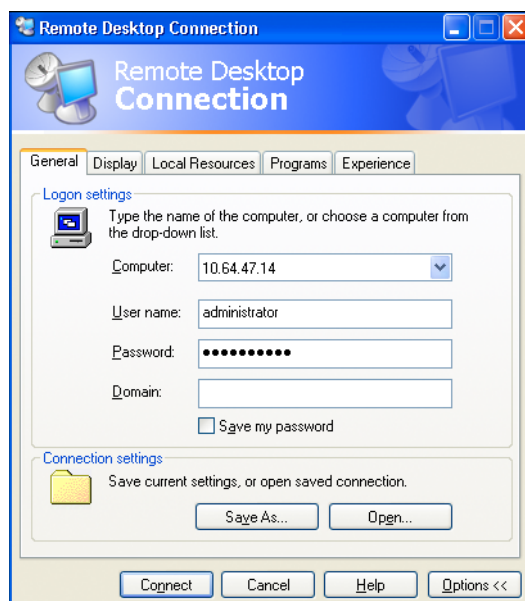 Remote Desktop Connection
Remote Desktop
Connection
General Display Local Resources Programs Experience
Logon settings
Type the name of the computer, or choose a computer from
the drop-down list.
Computer: 10.64.47.14
User name: administrator
Password: ●●●●●●●●●●
Domain:
Save my password
Connection settings
Save current settings, or open saved connection.
Save As... Open...
Connect Cancel Help Options <<